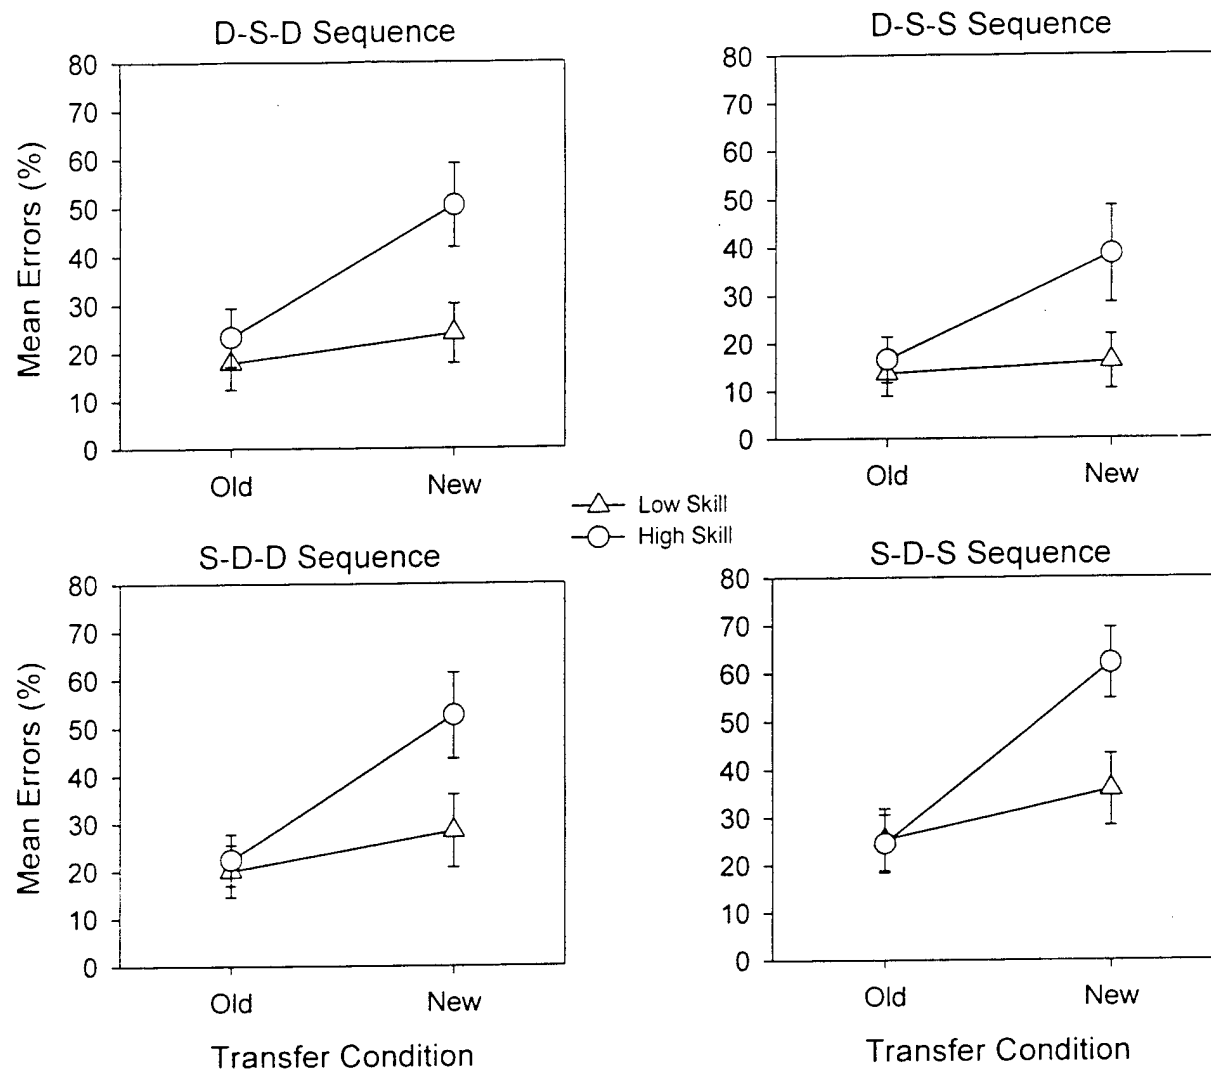 D-S-D Sequence
Mean Errors (%)
80
70
60
50
40
30
20
10
0
Old New
D-S-S Sequence
80
70
60
50
40
30
20
10
0
Old New
Low Skill
High Skill
S-D-D Sequence
Mean Errors (%)
80
70
60
50
40
30
20
10
0
Old New
Transfer Condition
S-D-S Sequence
80
70
60
50
40
30
20
10
0
Old New
Transfer Condition